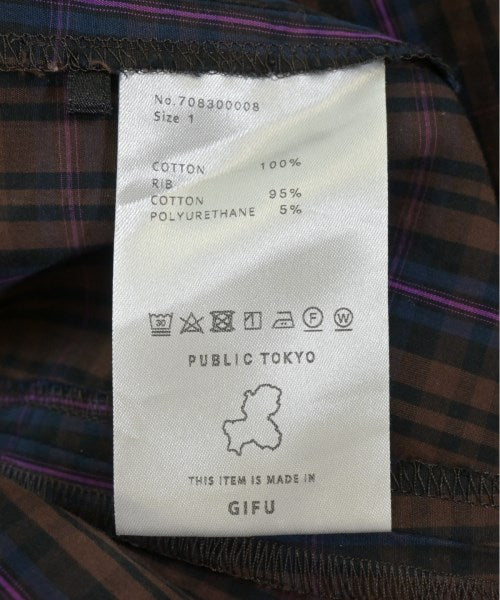 No.708300008
Size 1
COTTON 100%
RIB
COTTON 95%
POLYURETHANE 5%
30 F W
PUBLIC TOKYO
THIS ITEM IS MADE IN
GIFU